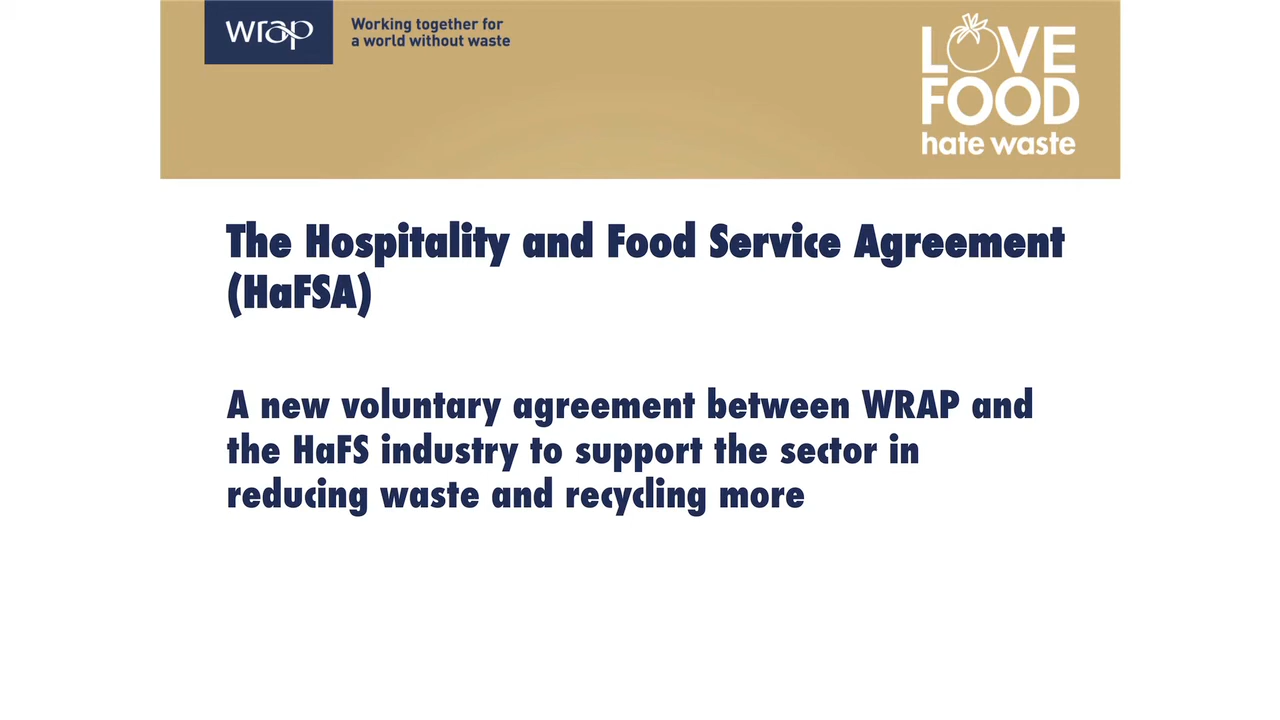 wrap
Working together for
a world without waste
LOVE
FOOD
hate waste
The Hospitality and Food Service Agreement
(HaFSA)
A new voluntary agreement between WRAP and
the HaFS industry to support the sector in
reducing waste and recycling more